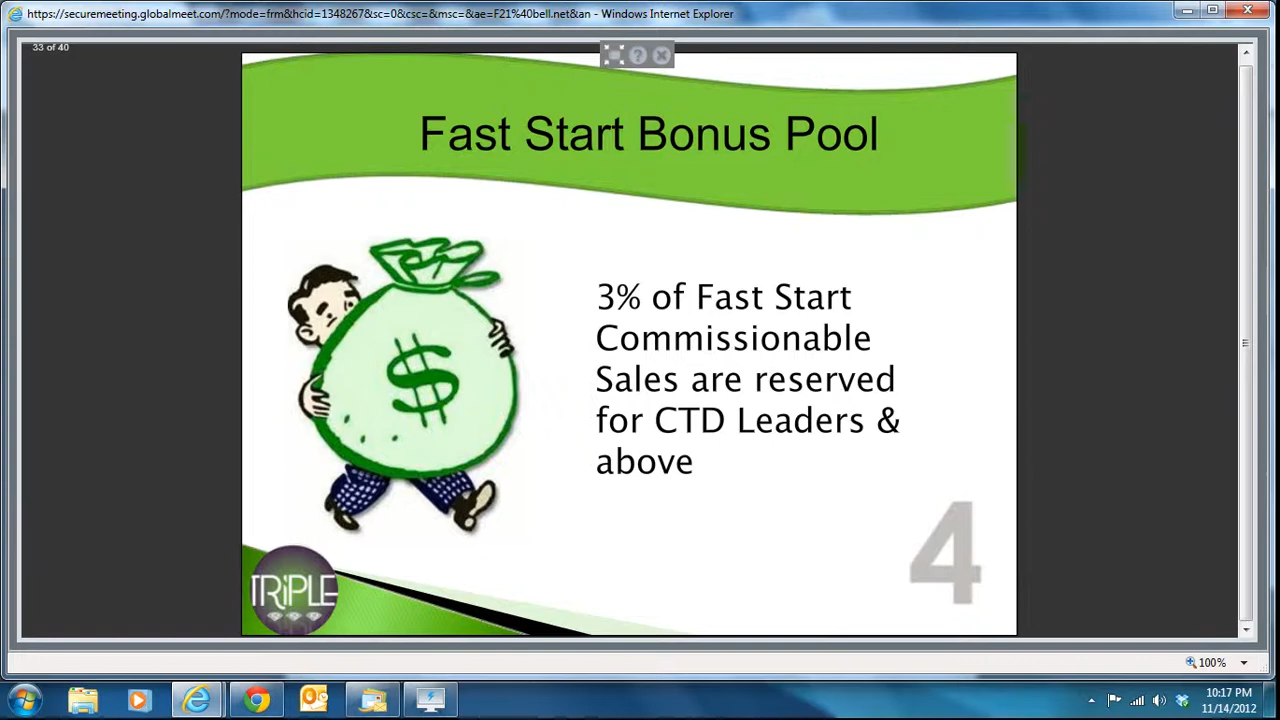 https://securemeeting.globalmeet.com/?mode=frm&hcid=1348267&sc=0&csc=&msc=&ae=F21%40bell.net&an - Windows Internet Explorer
33 of 40
Fast Start Bonus Pool
$
3% of Fast Start
Commissionable
Sales are reserved
for CTD Leaders &
above
4
TRiPLE
100%
10:17 PM
11/14/2012